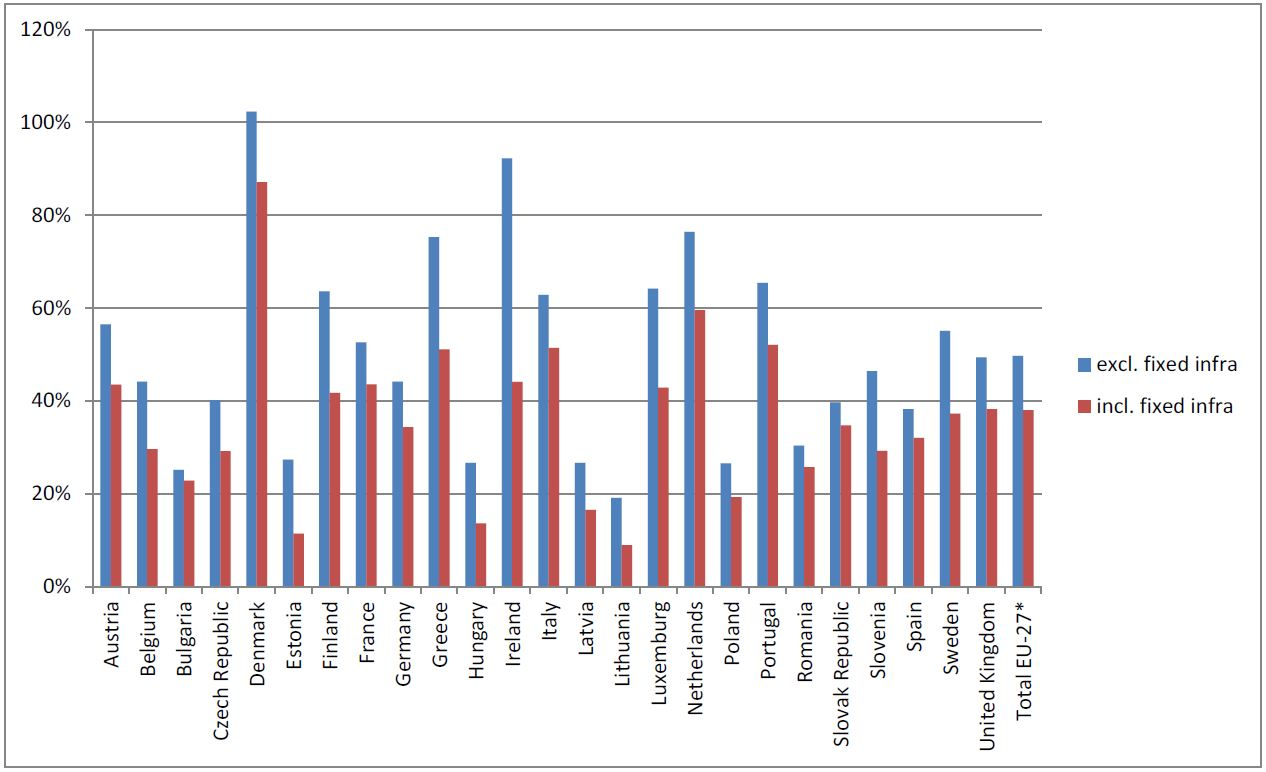 120%
100%
80%
60%
40%
20%
0%
Austria
Belgium
Bulgaria
Czech Republic
Denmark
Estonia
Finland
France
Germany
Greece
Hungary
Ireland
Italy
Latvia
Lithuania
Luxemburg
Netherlands
Poland
Portugal
Romania
Slovak Republic
Slovenia
Spain
Sweden
United Kingdom
Total EU-27*
excl. fixed infra
incl. fixed infra